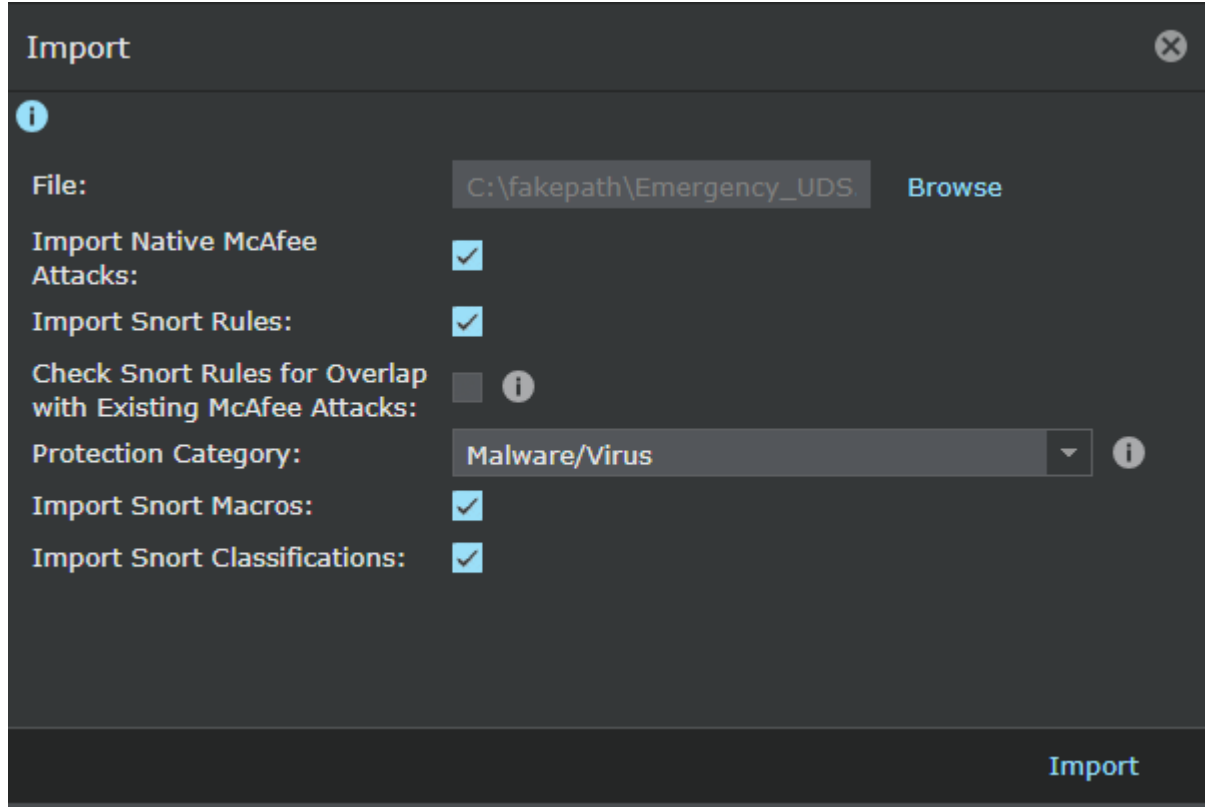 Import
File:
C:\fakepath\Emergency_UDS.
Browse
Import Native McAfee
Attacks:
Import Snort Rules:
Check Snort Rules for Overlap
with Existing McAfee Attacks:
Protection Category:
Malware/Virus
Import Snort Macros:
Import Snort Classifications:
Import